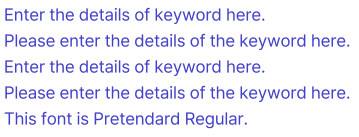 Enter the details of keyword here.
Please enter the details of the keyword here.
Enter the details of keyword here.
Please enter the details of the keyword here.
This font is Pretendard Regular.